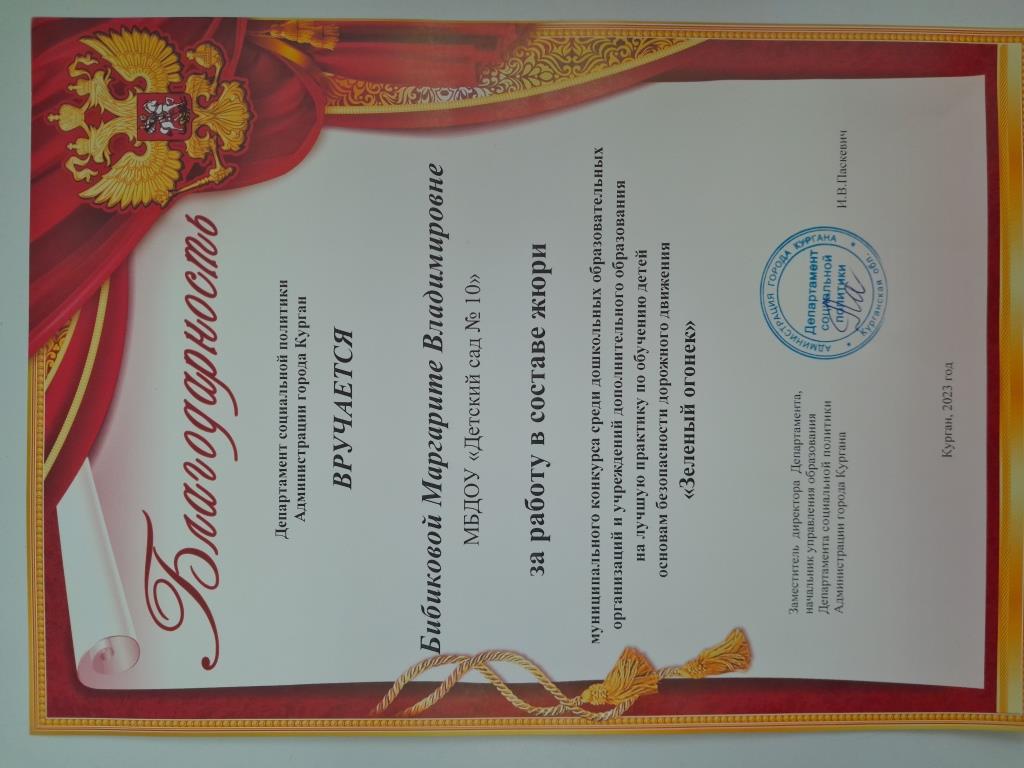 Благодарность
Департамент социальной политики
Администрации города Курган
ВРУЧАЕТСЯ
Бибиковой Маргарите Владимировне
МБДОУ «Детский сад № 10»
за работу в составе жюри
муниципального конкурса среди дошкольных образовательных
организаций и учреждений дополнительного образования
на лучшую практику по обучению детей
основам безопасности дорожного движения
«Зеленый огонек»
Заместитель директора Департамента,
начальник управления образования
Департамента социальной политики
Администрации города Кургана
И.В.Паскевич
АДМИНИСТРАЦИЯ ГОРОДА КУРГАНА
Курганской обл.
Департамент
социальной
политики
Курган, 2023 год